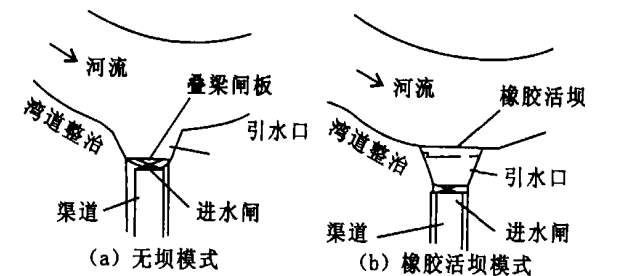 河流
叠梁闸板
湾道整治
引水口
渠道
进水闸
(a) 无坝模式
河流
橡胶活坝
湾道整治
引水口
渠道
进水闸
(b) 橡胶活坝模式